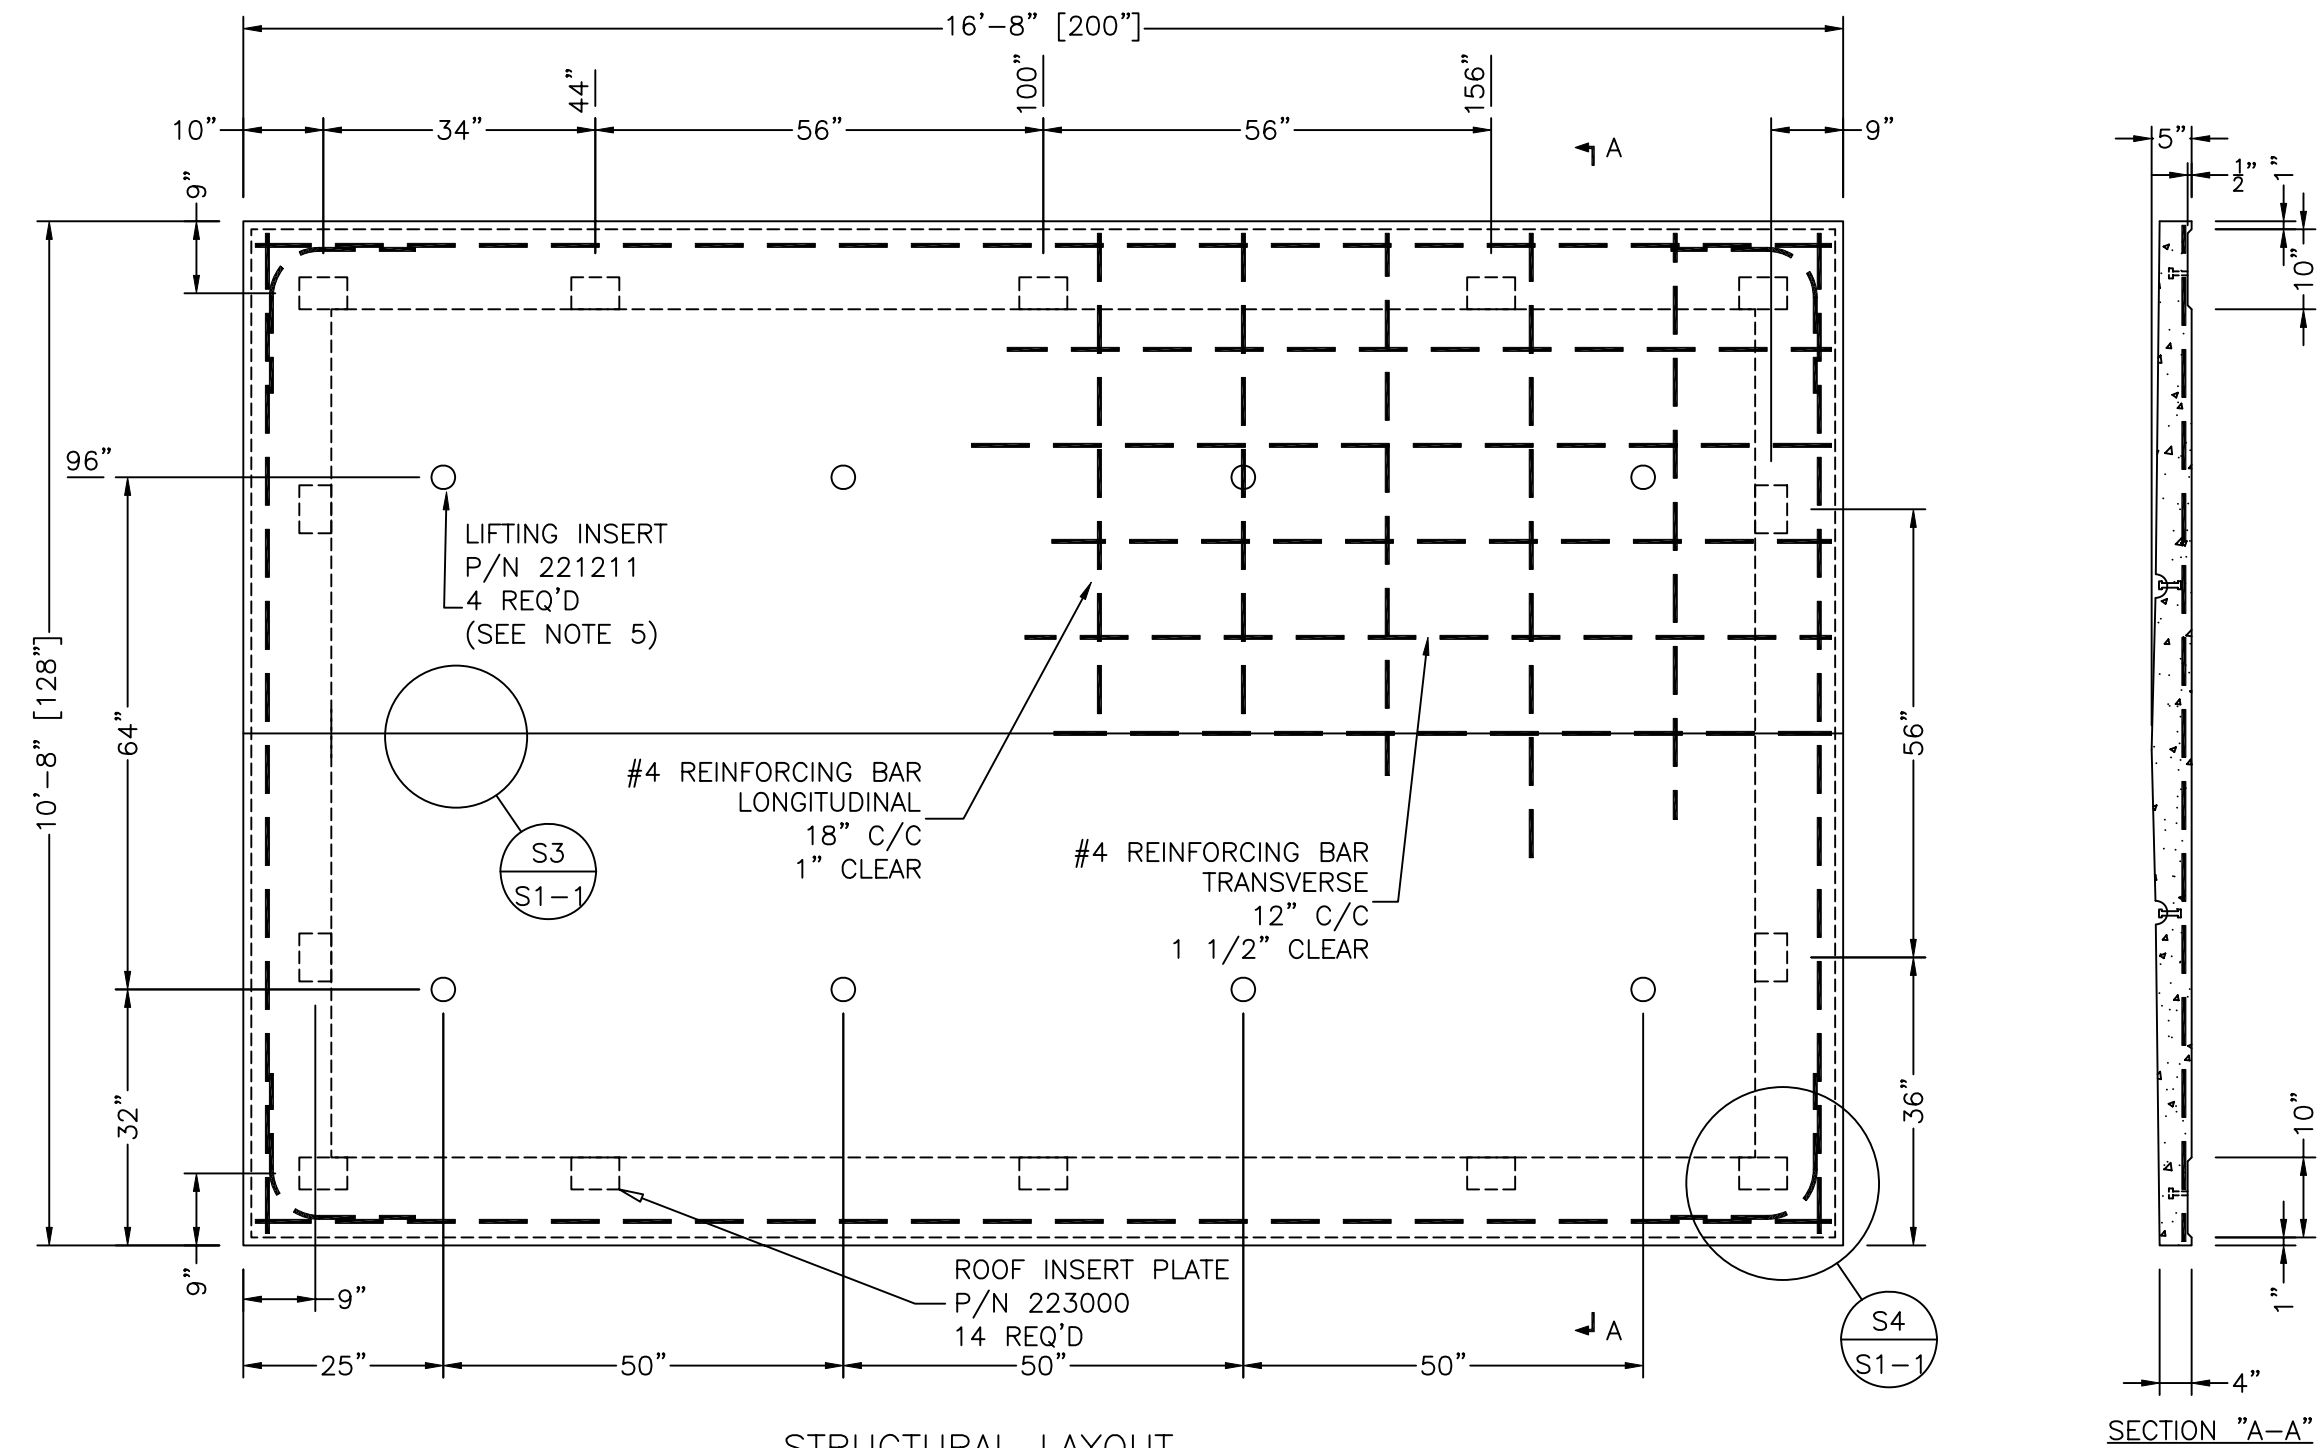 16'-8" [200"]
44"
100"
156"
10"
34"
56"
56"
9"
A
9"
5"
1/2"
1"
10"
96"
LIFTING INSERT
P/N 221211
4 REQ'D
(SEE NOTE 5)
10'-8" [128"]
64"
56"
#4 REINFORCING BAR
LONGITUDINAL
18" C/C
1" CLEAR
#4 REINFORCING BAR
TRANSVERSE
12" C/C
1 1/2" CLEAR
S3
S1-1
32"
36"
10"
9"
9"
ROOF INSERT PLATE
P/N 223000
14 REQ'D
A
1"
S4
S1-1
25"
50"
50"
50"
4"
STRUCTURAL LAYOUT
SECTION "A-A"